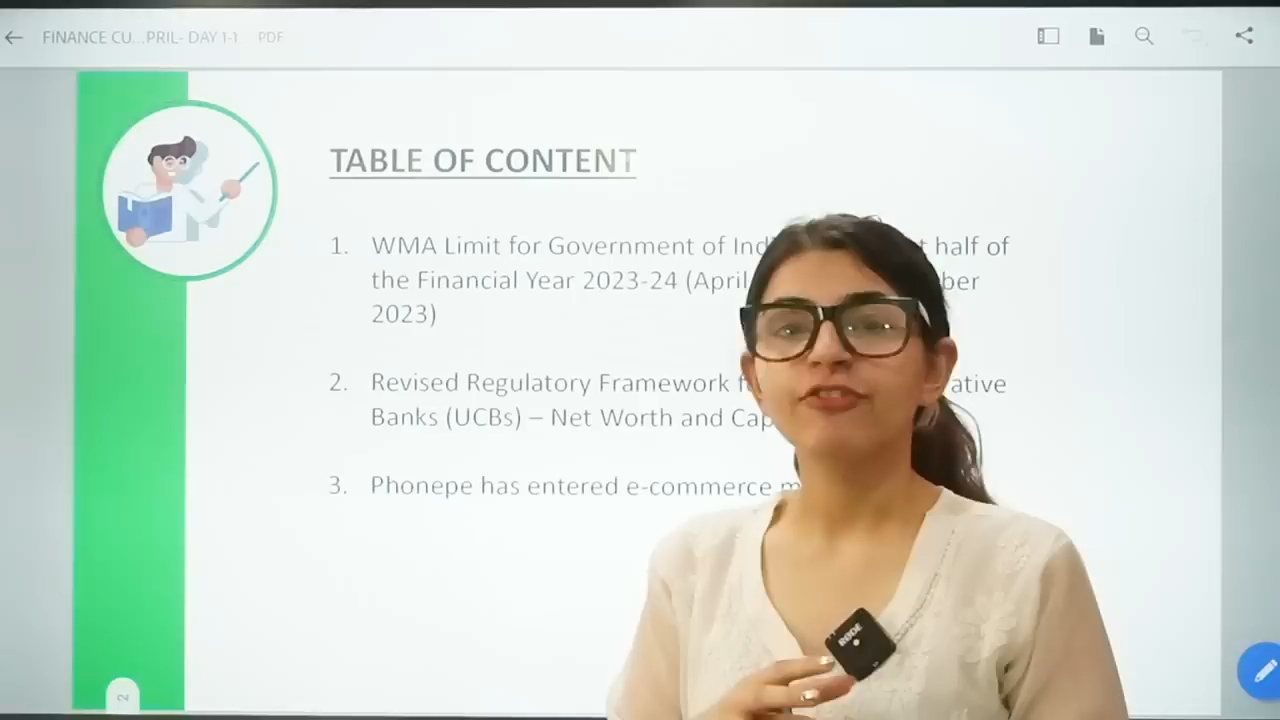 FINANCE CU...PRIL- DAY 1-1 PDF
TABLE OF CONTENT
1. WMA Limit for Government of Ind t half of
the Financial Year 2023-24 (April ber
2023)
2. Revised Regulatory Framework f ative
Banks (UCBs) – Net Worth and Cap
3. Phonepe has entered e-commerce m
RØDE
2